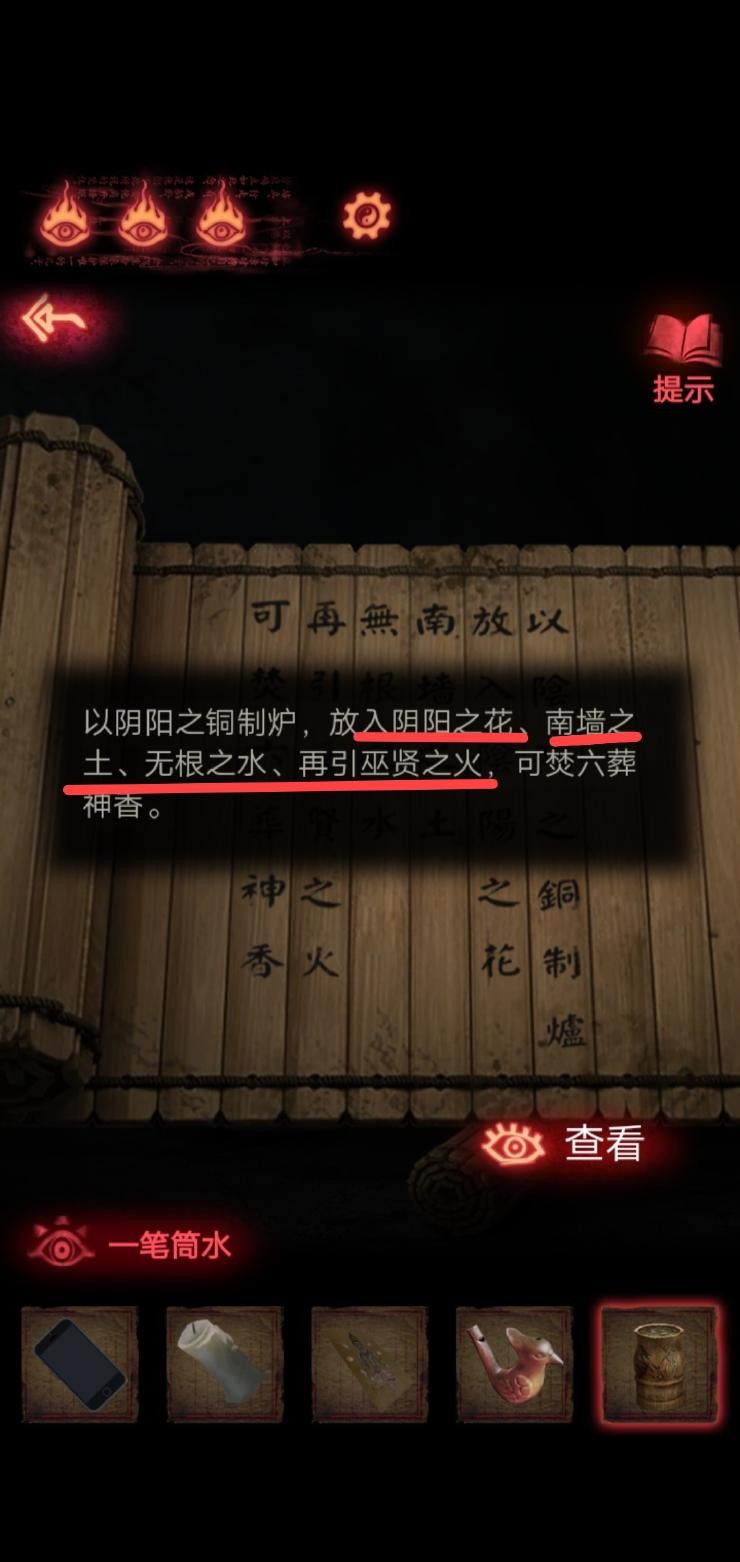 提示
以阴阳之铜制炉，放入阴阳之花、南墙之
土、无根之水、再引巫贤之火，可焚六葬
神香。
以陰 之銅制爐
放入 陽之花
南墙 土
無根 水
再引 賢之火
可焚六 神香
查看
一笔筒水